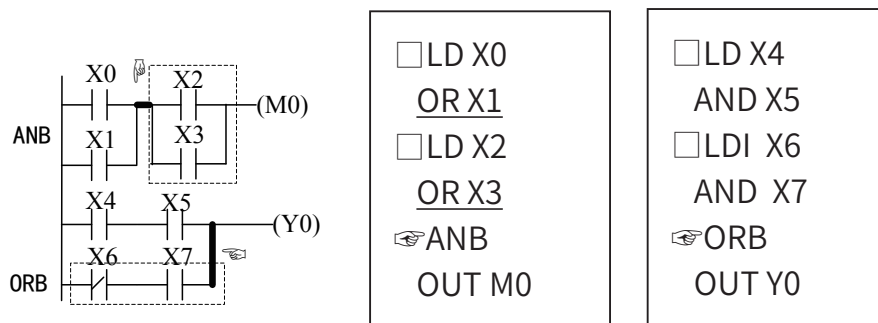 X0 X2
(M0)
ANB X1 X3
X4 X5
(Y0)
X6 X7
ORB
□LD X0
OR X1
□LD X2
OR X3
☞ANB
OUT M0
□LD X4
AND X5
□LDI X6
AND X7
☞ORB
OUT Y0